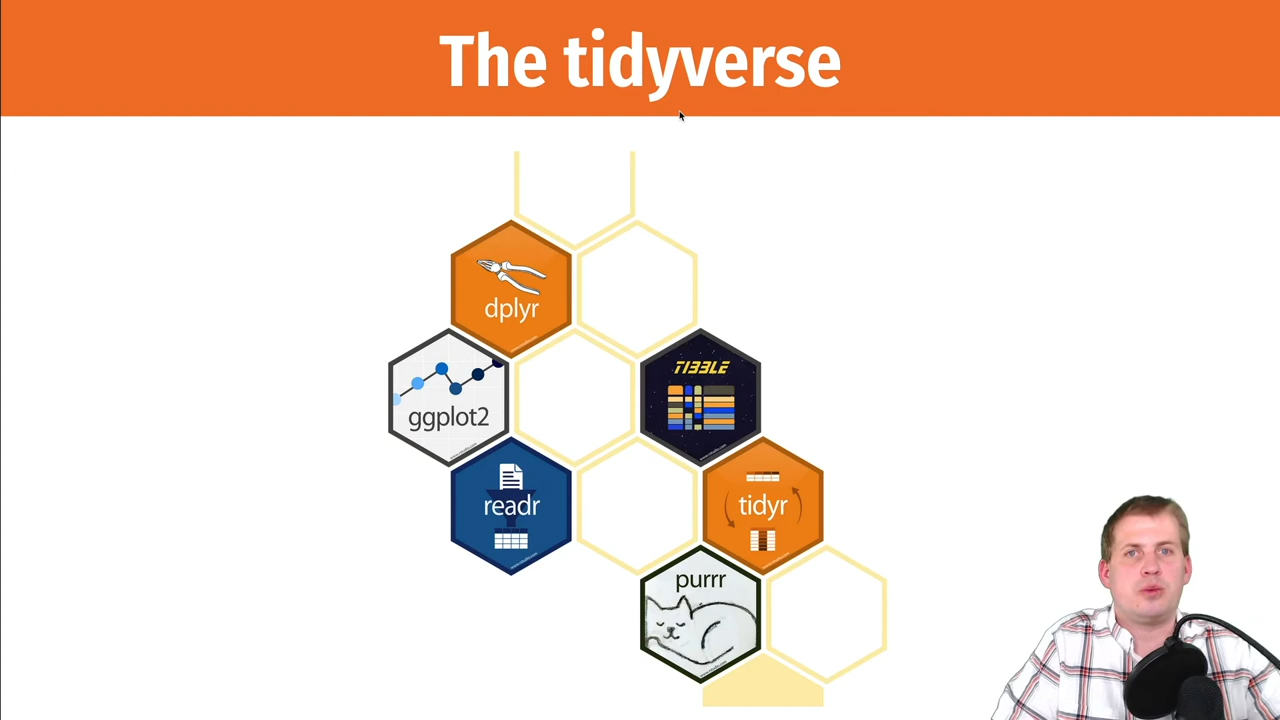 The tidyverse
dplyr
TIBBLE
ggplot2
readr
tidyr
purrr